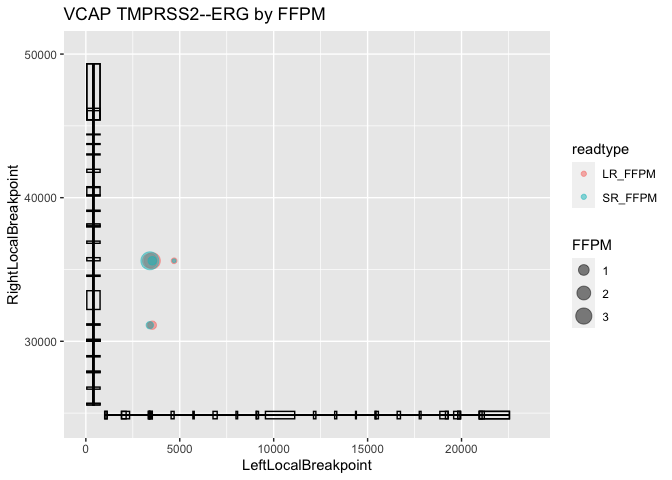 VCAP TMPRSS2--ERG by FFPM
50000
40000
30000
RightLocalBreakpoint
0
5000
10000
15000
20000
LeftLocalBreakpoint
readtype
LR_FFPM
SR_FFPM
FFPM
1
2
3